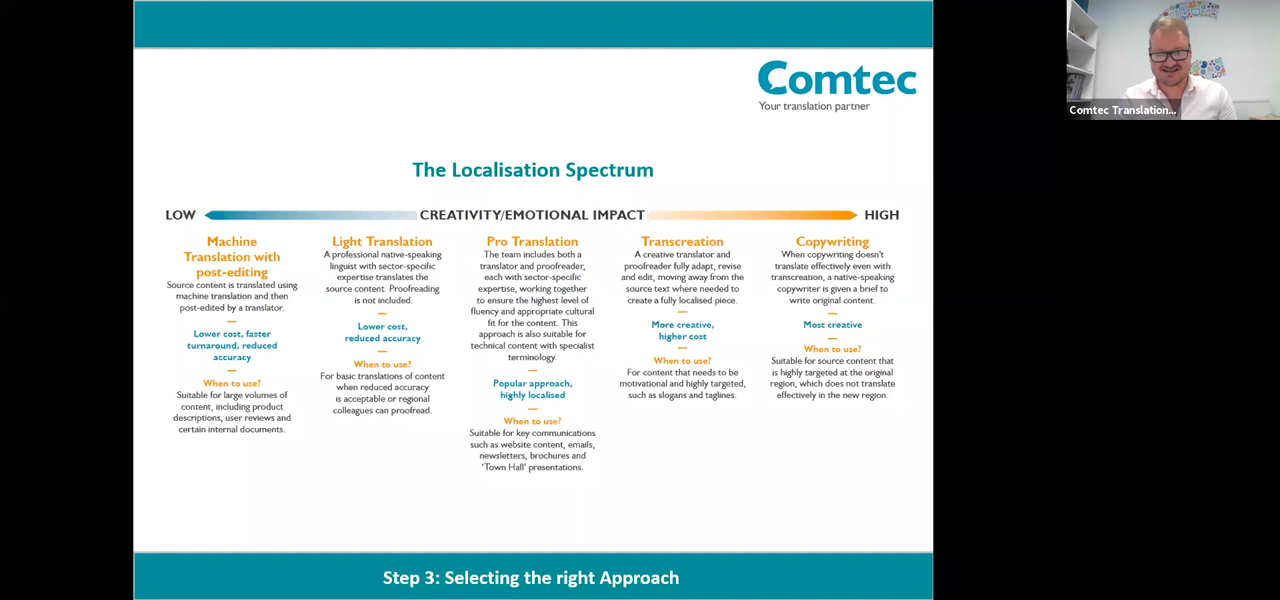 Comtec
Your translation partner
Comtec Translation...
The Localisation Spectrum
LOW
CREATIVITY/EMOTIONAL IMPACT
HIGH
Machine
Translation with
post-editing
Source content is translated using
machine translation and then
post-edited by a translator.
Lower cost, faster
turnaround, reduced
accuracy
When to use?
Suitable for large volumes of
content, including product
descriptions, user reviews and
certain internal documents.
Light Translation
A professional native-speaking
linguist with sector-specific
expertise translates the
source content. Proofreading
is not included.
Lower cost,
reduced accuracy
When to use?
For basic translations of content
when reduced accuracy
is acceptable or regional
colleagues can proofread.
Pro Translation
The team includes both a
translator and proofreader,
each with sector-specific
expertise, working together
to ensure the highest level of
fluency and appropriate cultural
fit for the content. This
approach is also suitable for
technical content with specialist
terminology.
Popular approach,
highly localised
When to use?
Suitable for key communications
such as website content, emails,
newsletters, brochures and
‘Town Hall’ presentations.
Transcreation
A creative translator and
proofreader fully adapt, revise
and edit, moving away from the
source text where needed to
create a fully localised piece.
More creative,
higher cost
When to use?
For content that needs to be
motivational and highly targeted,
such as slogans and taglines.
Copywriting
When copywriting doesn’t
translate effectively even with
transcreation, a native-speaking
copywriter is given a brief to
write original content.
Most creative
When to use?
Suitable for source content that
is highly targeted at the original
region, which does not translate
effectively in the new region.
Step 3: Selecting the right Approach